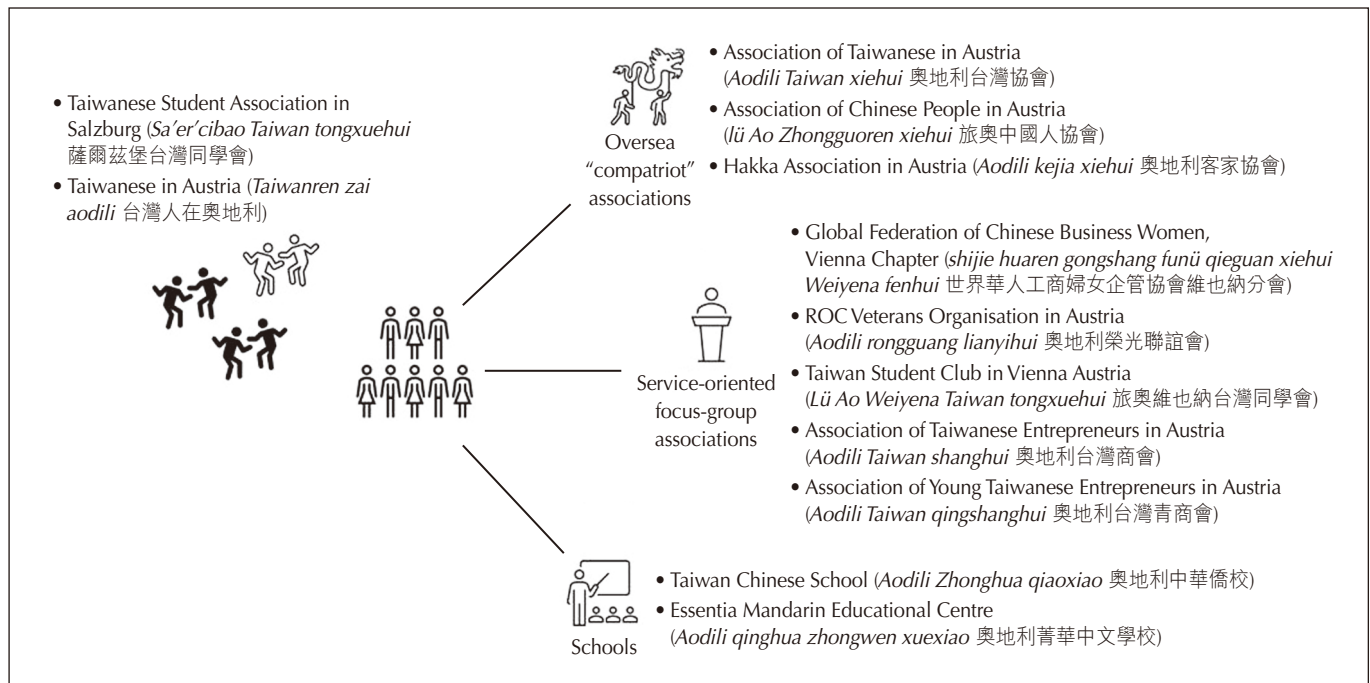 • Taiwanese Student Association in
Salzburg (Sa’er’cibao Taiwan tongxuehui
薩爾茲堡台灣同學會)
• Taiwanese in Austria (Taiwanren zai
aodili 台灣人在奧地利)
Oversea
“compatriot”
associations
• Association of Taiwanese in Austria
(Aodili Taiwan xiehui 奧地利台灣協會)
• Association of Chinese People in Austria
(lü Ao Zhongguoren xiehui 旅奧中國人協會)
• Hakka Association in Austria (Aodili kejia xiehui 奧地利客家協會)
Service-oriented
focus-group
associations
• Global Federation of Chinese Business Women,
Vienna Chapter (shijie huaren gongshang funü qieguan xiehui
Weiyena fenhui 世界華人工商婦女企管協會維也納分會)
• ROC Veterans Organisation in Austria
(Aodili rongguang lianyihui 奧地利榮光聯誼會)
• Taiwan Student Club in Vienna Austria
(Lü Ao Weiyena Taiwan tongxuehui 旅奧維也納台灣同學會)
• Association of Taiwanese Entrepreneurs in Austria
(Aodili Taiwan shanghui 奧地利台灣商會)
• Association of Young Taiwanese Entrepreneurs in Austria
(Aodili Taiwan qingshanghui 奧地利台灣青商會)
Schools
• Taiwan Chinese School (Aodili Zhonghua qiaoxiao 奧地利中華僑校)
• Essentia Mandarin Educational Centre
(Aodili qinghua zhongwen xuexiao 奧地利菁華中文學校)